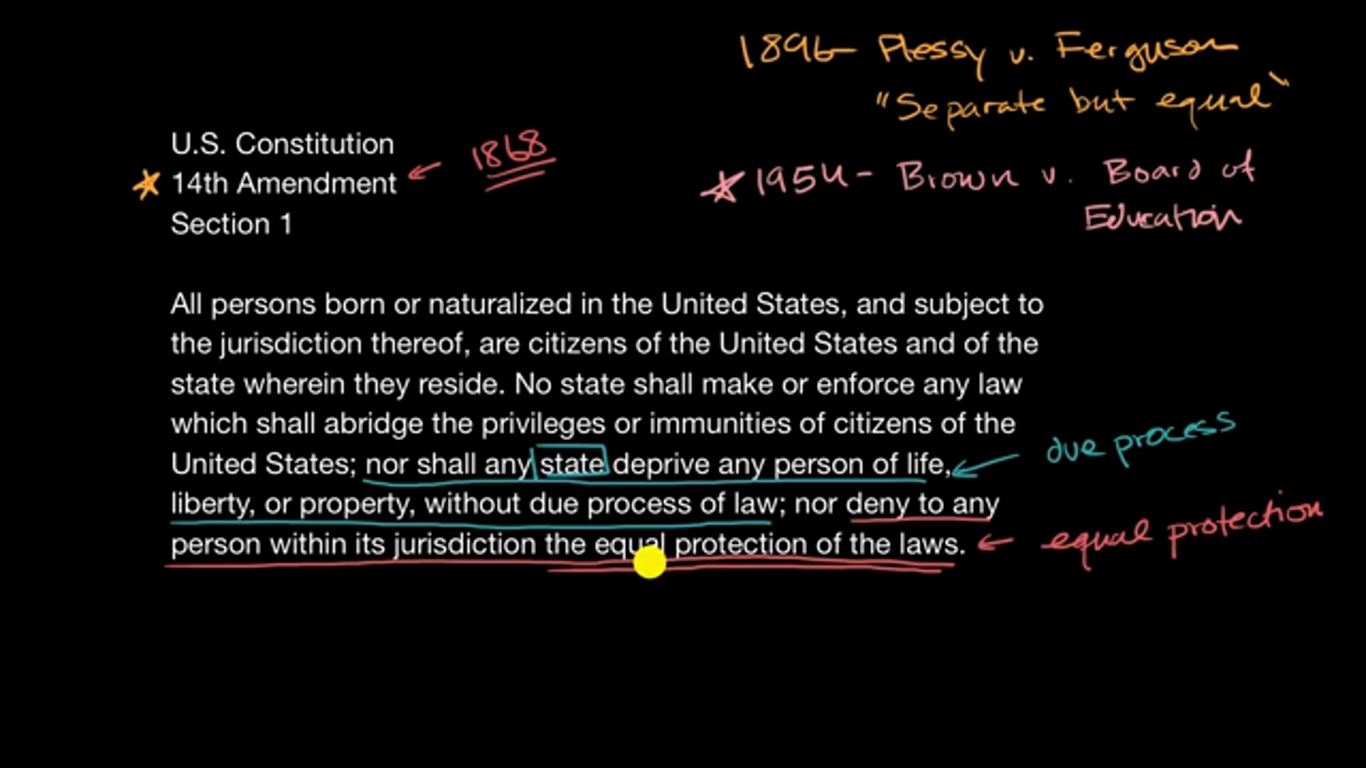 1896- Plessy v. Ferguson
"Separate but equal"
U.S. Constitution
14th Amendment
Section 1
1868
1954- Brown v. Board of
Education
All persons born or naturalized in the United States, and subject to
the jurisdiction thereof, are citizens of the United States and of the
state wherein they reside. No state shall make or enforce any law
which shall abridge the privileges or immunities of citizens of the
United States; nor shall any state deprive any person of life,
liberty, or property, without due process of law; nor deny to any
person within its jurisdiction the equal protection of the laws.
due process
equal protection